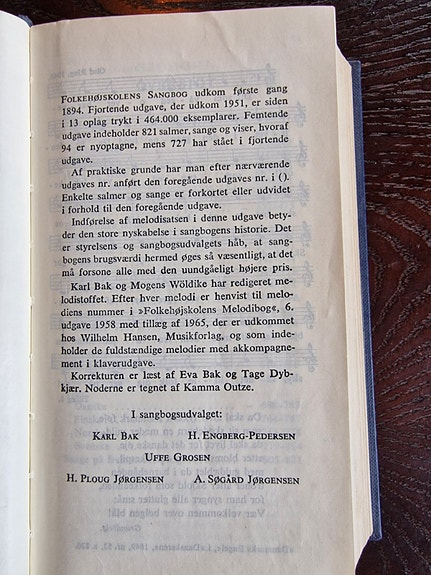 FOLKEHØJSKOLENS SANGBOG udkom første gang
1894. Fjortende udgave, der udkom 1951, er siden
i 13 oplag trykt i 464.000 eksemplarer. Femtende
udgave indeholder 821 salmer, sange og viser, hvoraf
94 er nyoptagne, mens 727 har stået i fjortende
udgave.
Af praktiske grunde har man efter nærværende
udgaves nr. anført den foregående udgaves nr. i ().
Enkelte salmer og sange er forkortet eller udvidet
i forhold til den foregående udgave.
Indførelse af melodisatsen i denne udgave bety-
der den store nyskabelse i sangbogens historie. Det
er styrelsens og sangbogsudvalgets håb, at sang-
bogens brugsværdi hermed øges så væsentligt, at det
må forsone alle med den uundgåeligt højere pris.
Karl Bak og Mogens Wöldike har redigeret me-
lodistoffet. Efter hver melodi er henvist til melo-
diens nummer i »Folkehøjskolens Melodibog«, 6.
udgave 1958 med tillæg af 1965, der er udkommet
hos Wilhelm Hansen, Musikforlag, og som inde-
holder de fuldstændige melodier med akkompagne-
ment i klaverudgave.
Korrekturen er læst af Eva Bak og Tage Dyb-
kjær. Noderne er tegnet af Kamma Outze.
I sangbogsudvalget:
KARL BAK H. ENGBERG-PEDERSEN
UFFE GROSEN
H. PLOUG JØRGENSEN A. SØGÅRD JØRGENSEN